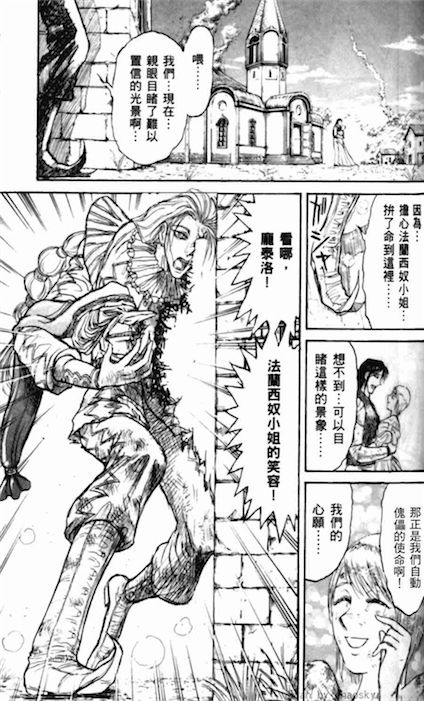 喂……
我們…現在…
親眼目睹了難以
置信的光景啊…
因為…
擔心法蘭西奴小姐…
拚了命到這裡……
想不到…可以目
睹這樣的景象……
看哪，
龐泰洛！
法蘭西奴小姐的笑容！
那正是我們自動
傀儡的使命啊！
我們的
心願……